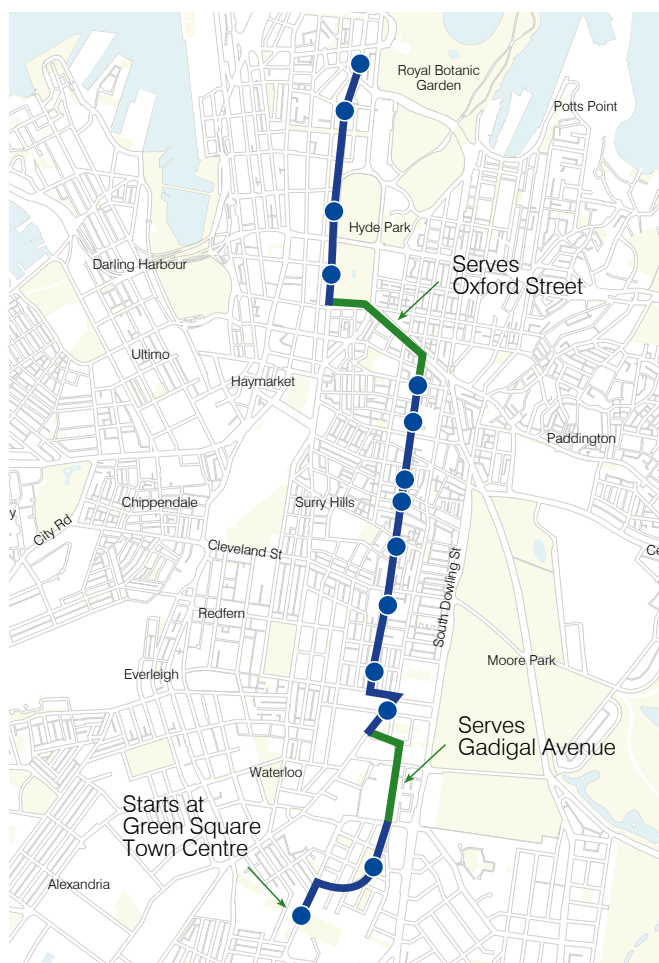 Royal Botanic
Garden
Potts Point
Hyde Park
Darling Harbour
Serves
Oxford Street
Ultimo
Haymarket
Paddington
Chippendale
Surry Hills
y
City Rd
Cleveland St
Ce
South Dowling St
Redfern
Everleigh
Moore Park
Serves
Gadigal Avenue
Waterloo
Starts at
Green Square
Town Centre
Alexandria